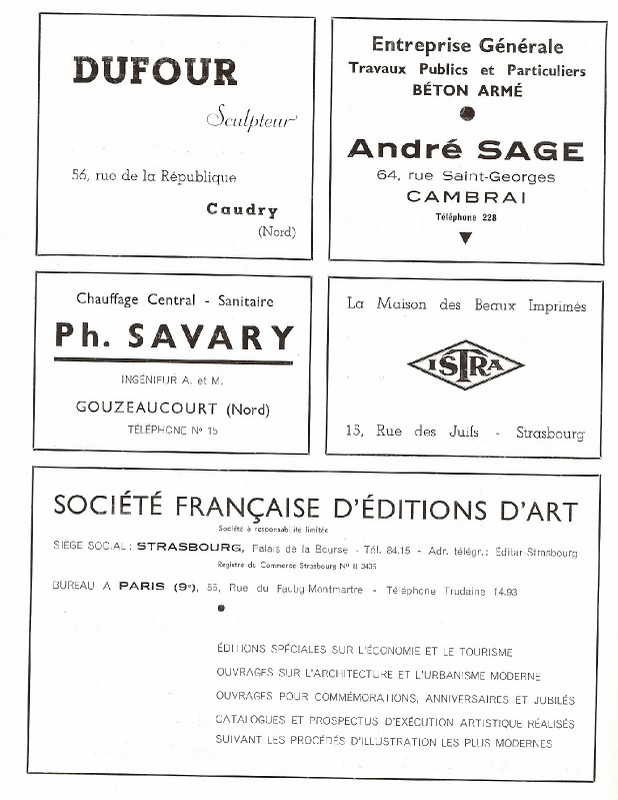 DUFOUR
Sculpteur
56, rue de la République
Caudry
(Nord)
Entreprise Générale
Travaux Publics et Particuliers
BÉTON ARMÉ
André SAGE
64, rue Saint-Georges
CAMBRAI
Téléphone 228
Chauffage Central - Sanitaire
Ph. SAVARY
INGÉNIEUR A. et M.
GOUZEAUCOURT (Nord)
TÉLÉPHONE Nº 15
La Maison des Beaux Imprimés
ISTRA
15, Rue des Juifs - Strasbourg
SOCIÉTÉ FRANÇAISE D'ÉDITIONS D'ART
Société à responsabilité limitée
SIÈGE SOCIAL: STRASBOURG, Palais de la Bourse - Tél. 84.15 - Adr. télégr.: Éditar-Strasbourg
Registre du Commerce Strasbourg Nº II 3435
BUREAU A PARIS (9e), 55, Rue du Faubg Montmartre - Téléphone Trudaine 14.93
ÉDITIONS SPÉCIALES SUR L'ÉCONOMIE ET LE TOURISME
OUVRAGES SUR L'ARCHITECTURE ET L'URBANISME MODERNE
OUVRAGES POUR COMMÉMORATIONS, ANNIVERSAIRES ET JUBILÉS
CATALOGUES ET PROSPECTUS D'EXÉCUTION ARTISTIQUE RÉALISÉS
SUIVANT LES PROCÉDÉS D'ILLUSTRATION LES PLUS MODERNES